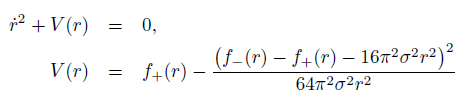 ṙ² + V(r) = 0,
V(r) = f₊(r) − (f₋(r) − f₊(r) − 16π²σ²r²)² / 64π²σ²r²